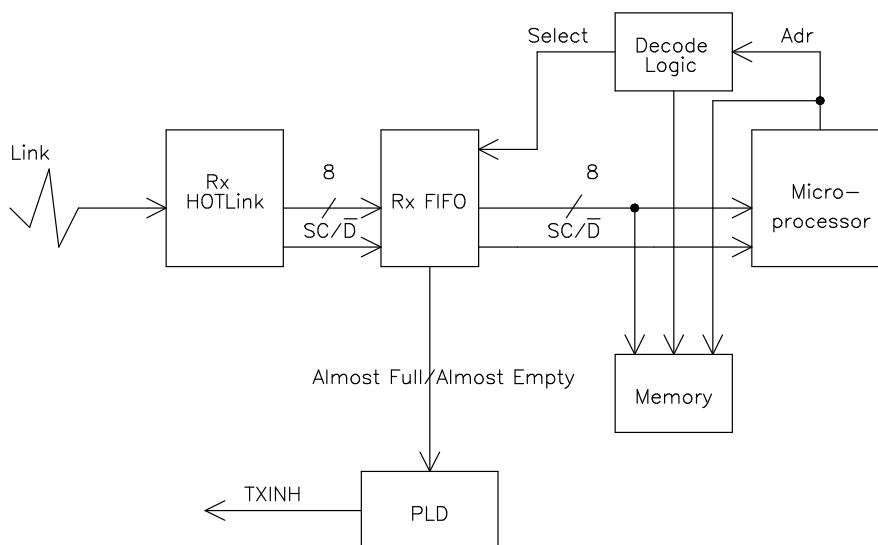 Select
Decode
Logic
Adr
Link
Rx
HOTLink
8
SC/D̅
Rx FIFO
8
SC/D̅
Micro-
processor
Almost Full/Almost Empty
Memory
TXINH
PLD